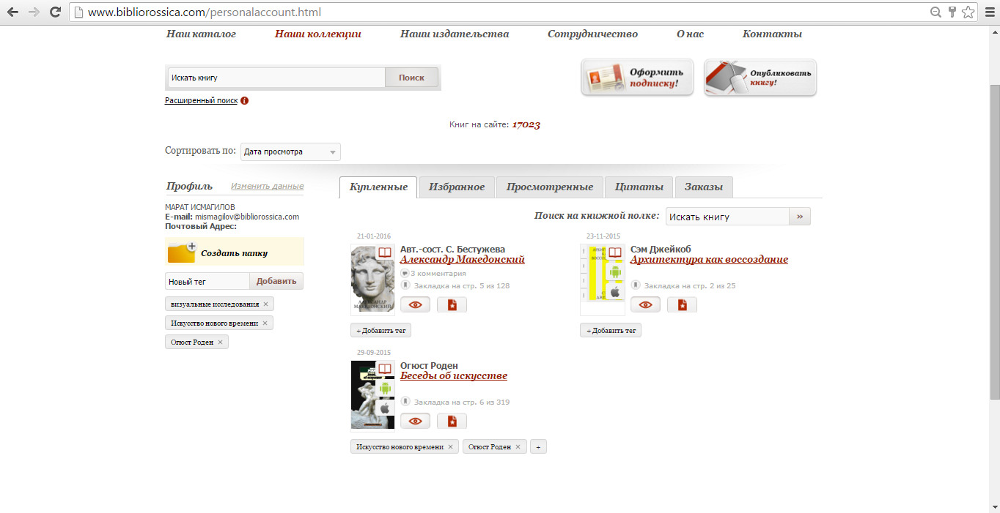 www.bibliorossica.com/personalaccount.html
Наш каталог Наши коллекции Наши издательства Сотрудничество О нас Контакты
Искать книгу Поиск
Оформить подписку!
Опубликовать книгу!
Расширенный поиск
Книг на сайте: 17023
Сортировать по: Дата просмотра
Профиль Изменить данные
МАРАТ ИСМАГИЛОВ
E-mail: mismagilov@bibliorossica.com
Почтовый Адрес:
Создать папку
Новый тег Добавить
визуальные исследования ×
Искусство нового времени ×
Огюст Роден ×
Купленные Избранное Просмотренные Цитаты Заказы
Поиск на книжной полке: Искать книгу »
21-01-2016
Авт.-сост. С. Бестужева
Александр Македонский
3 комментария
Закладка на стр. 5 из 128
АЛЕКСАНДР
МАКЕДОНСКИЙ
+ Добавить тег
23-11-2015
Сэм Джейкоб
Архитектура как воссоздание
Закладка на стр. 2 из 25
+ Добавить тег
29-09-2015
Огюст Роден
Беседы об искусстве
Закладка на стр. 6 из 319
Искусство нового времени × Огюст Роден × +